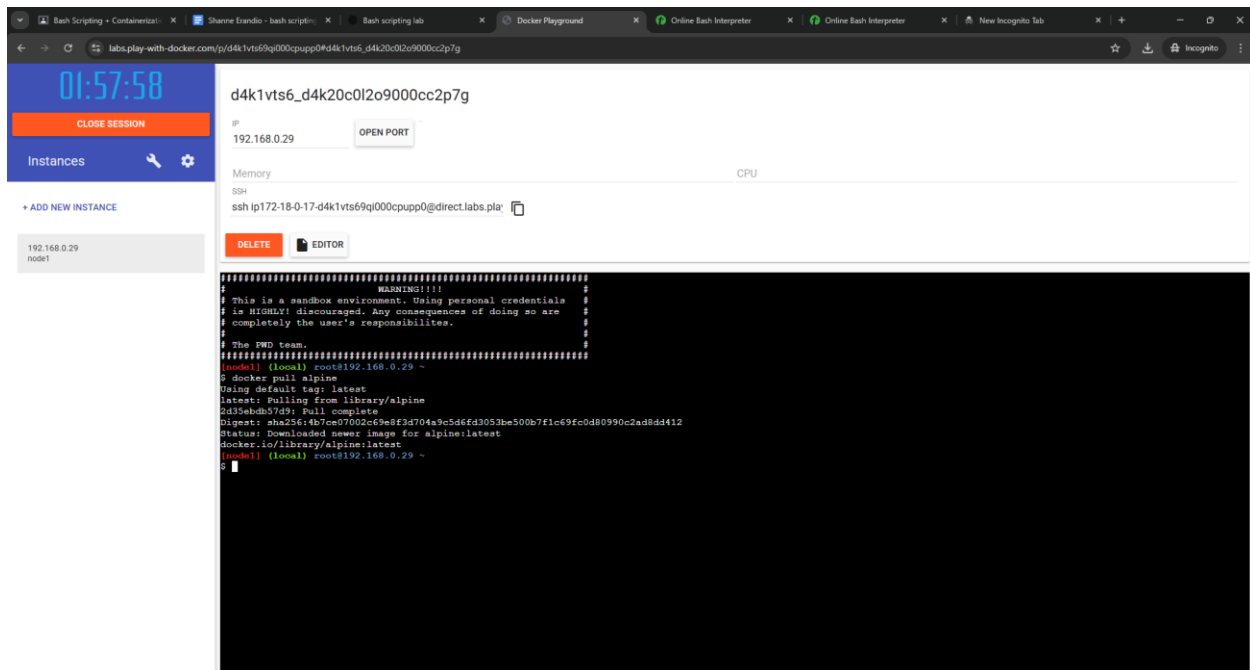 Bash Scripting + Containerizati
Shanne Erandio - bash scripting
Bash scripting lab
Docker Playground
Online Bash Interpreter
Online Bash Interpreter
New Incognito Tab
labs.play-with-docker.com/p/d4k1vts69qi000cpupp0#d4k1vts6_d4k20c0l2o9000cc2p7g
Incognito
01:57:58
CLOSE SESSION
Instances
+ ADD NEW INSTANCE
192.168.0.29
node1
d4k1vts6_d4k20c0l2o9000cc2p7g
IP
192.168.0.29
OPEN PORT
Memory
CPU
SSH
ssh ip172-18-0-17-d4k1vts69qi000cpupp0@direct.labs.pla
DELETE
EDITOR
###############################################################
# WARNING!!!! #
# This is a sandbox environment. Using personal credentials #
# is HIGHLY! discouraged. Any consequences of doing so are #
# completely the user's responsibilites. #
# #
# The PWD team. #
###############################################################
[node1] (local) root@192.168.0.29 ~
$ docker pull alpine
Using default tag: latest
latest: Pulling from library/alpine
2d35ebdb57d9: Pull complete
Digest: sha256:4b7ce07002c69e8f3d704a9c5d6fd3053be500b7f1c69fc0d80990c2ad8dd412
Status: Downloaded newer image for alpine:latest
docker.io/library/alpine:latest
[node1] (local) root@192.168.0.29 ~
$